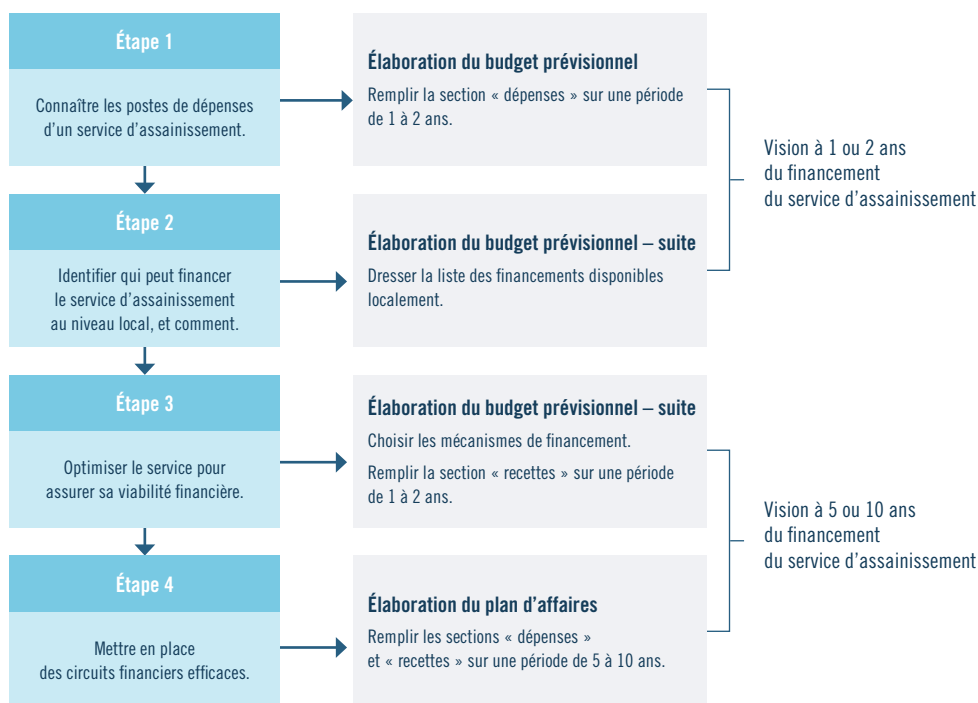 Étape 1
Connaître les postes de dépenses
d'un service d'assainissement.
Élaboration du budget prévisionnel
Remplir la section « dépenses » sur une période
de 1 à 2 ans.
Vision à 1 ou 2 ans
du financement
du service d'assainissement
Étape 2
Identifier qui peut financer
le service d'assainissement
au niveau local, et comment.
Élaboration du budget prévisionnel – suite
Dresser la liste des financements disponibles
localement.
Étape 3
Optimiser le service pour
assurer sa viabilité financière.
Élaboration du budget prévisionnel – suite
Choisir les mécanismes de financement.
Remplir la section « recettes » sur une période
de 1 à 2 ans.
Vision à 5 ou 10 ans
du financement
du service d'assainissement
Étape 4
Mettre en place
des circuits financiers efficaces.
Élaboration du plan d'affaires
Remplir les sections « dépenses »
et « recettes » sur une période de 5 à 10 ans.